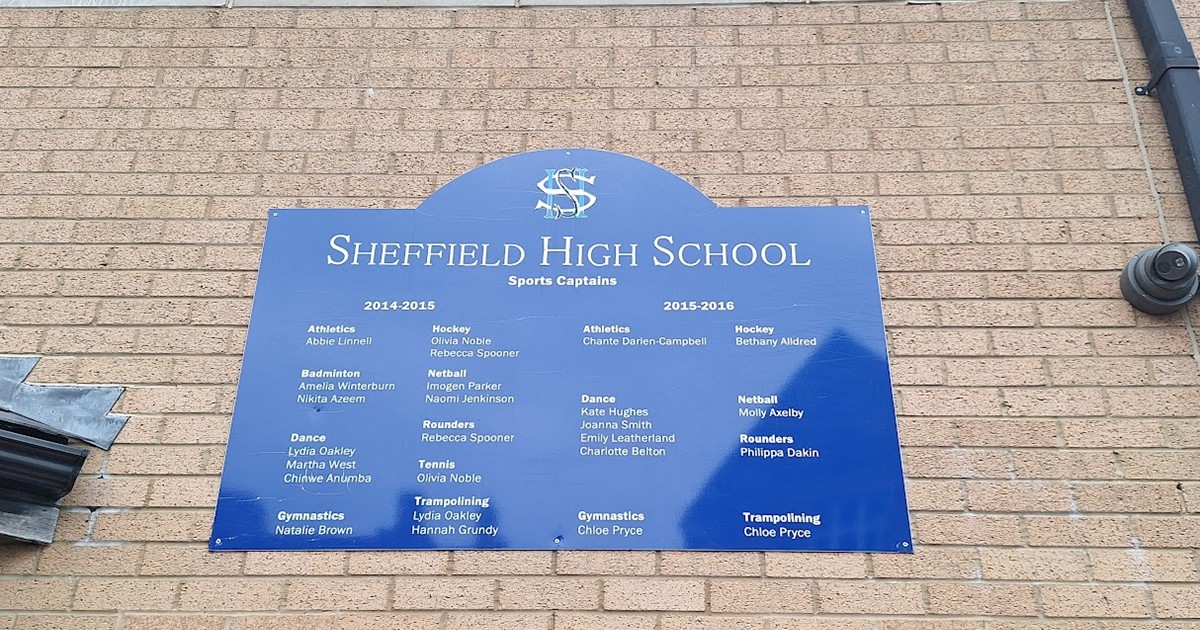 SHS
SHEFFIELD HIGH SCHOOL
Sports Captains
2014-2015
Athletics
Abbie Linnell
Badminton
Amelia Winterburn
Nikita Azeem
Dance
Lydia Oakley
Martha West
Chinwe Anumba
Gymnastics
Natalie Brown
Hockey
Olivia Noble
Rebecca Spooner
Netball
Imogen Parker
Naomi Jenkinson
Rounders
Rebecca Spooner
Tennis
Olivia Noble
Trampolining
Lydia Oakley
Hannah Grundy
2015-2016
Athletics
Chante Darien-Campbell
Dance
Kate Hughes
Joanna Smith
Emily Leatherland
Charlotte Belton
Gymnastics
Chloe Pryce
Hockey
Bethany Alldred
Netball
Molly Axelby
Rounders
Philippa Dakin
Trampolining
Chloe Pryce